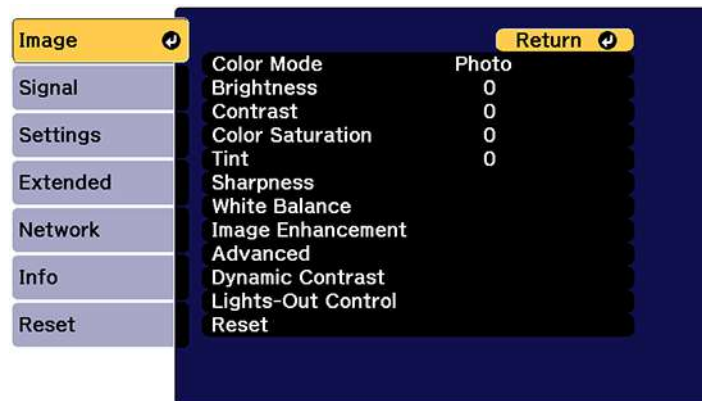 Image
Signal
Settings
Extended
Network
Info
Reset
Return
Color Mode Photo
Brightness 0
Contrast 0
Color Saturation 0
Tint 0
Sharpness
White Balance
Image Enhancement
Advanced
Dynamic Contrast
Lights-Out Control
Reset